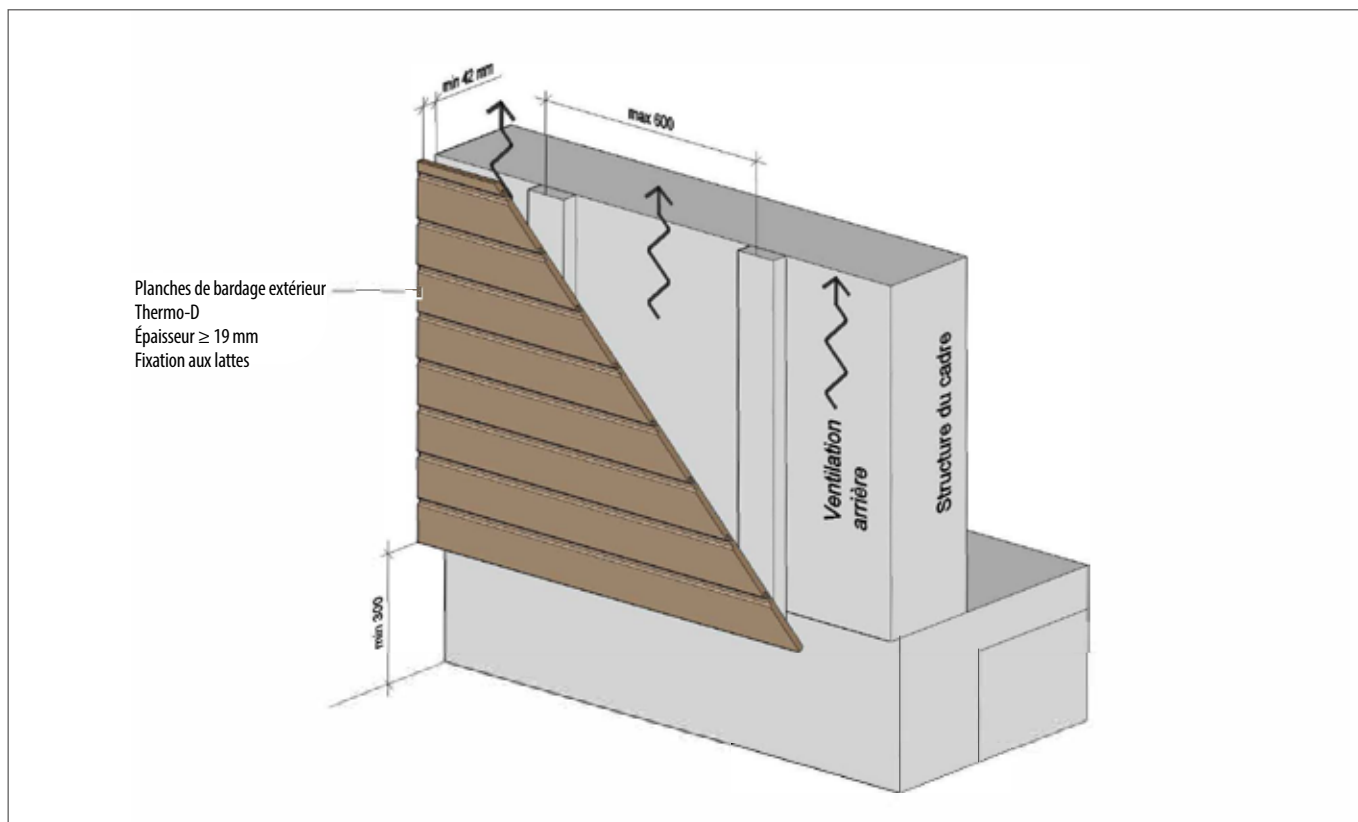 min 42 mm
max 600
Planches de bardage extérieur
Thermo-D
Épaisseur ≥ 19 mm
Fixation aux lattes
Ventilation
arrière
Structure du cadre
min 300